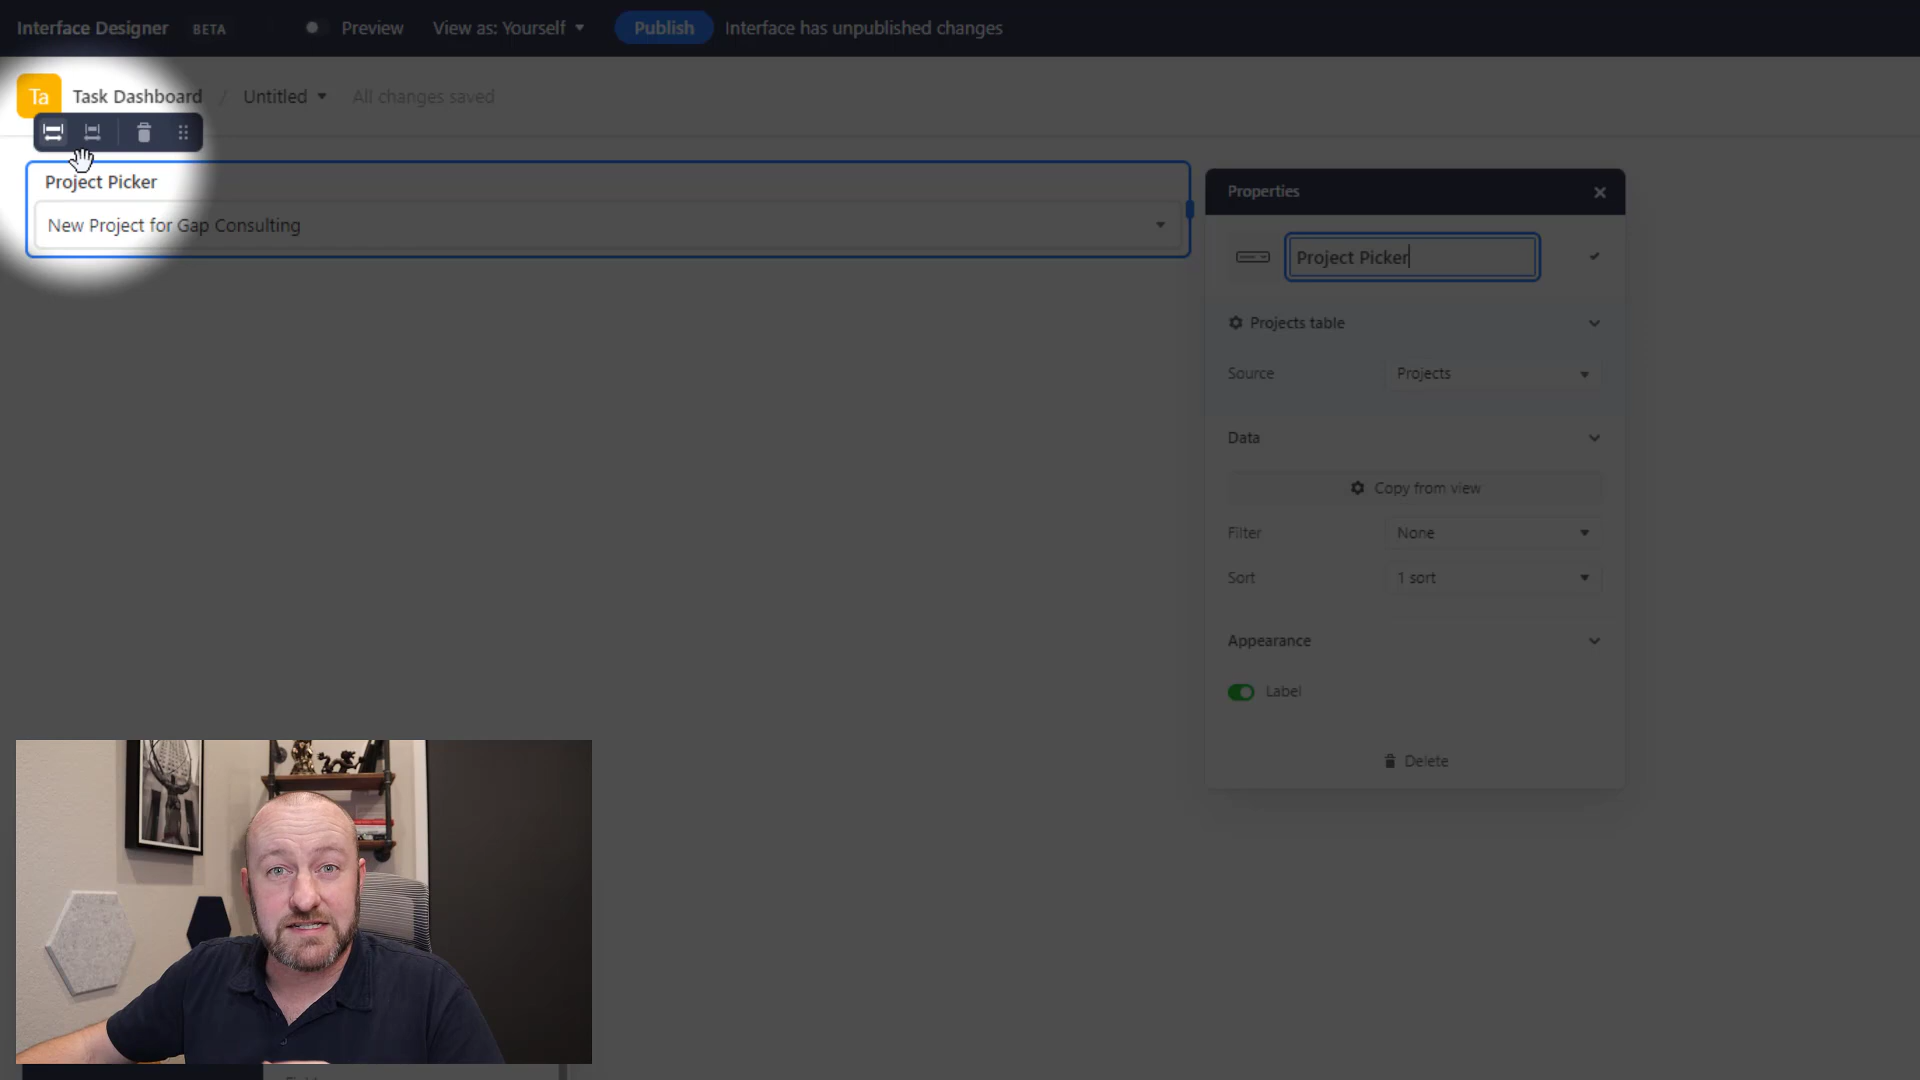 Interface Designer BETA Preview View as: Yourself Publish Interface has unpublished changes
Ta Task Dashboard / Untitled All changes saved
Project Picker
New Project for Gap Consulting
Properties
Project Picker
Projects table
Source Projects
Data
Copy from view
Filter None
Sort 1 sort
Appearance
Label
Delete